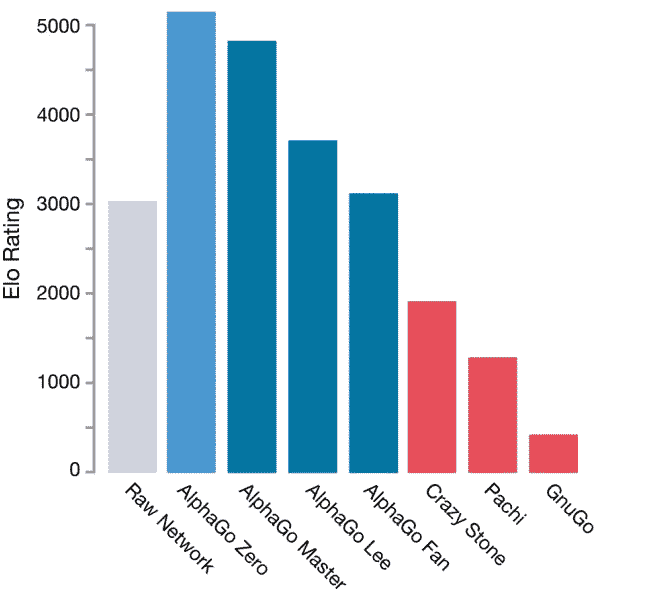 5000
4000
3000
2000
1000
0
Elo Rating
Raw Network
AlphaGo Zero
AlphaGo Master
AlphaGo Lee
AlphaGo Fan
Crazy Stone
Pachi
GnuGo